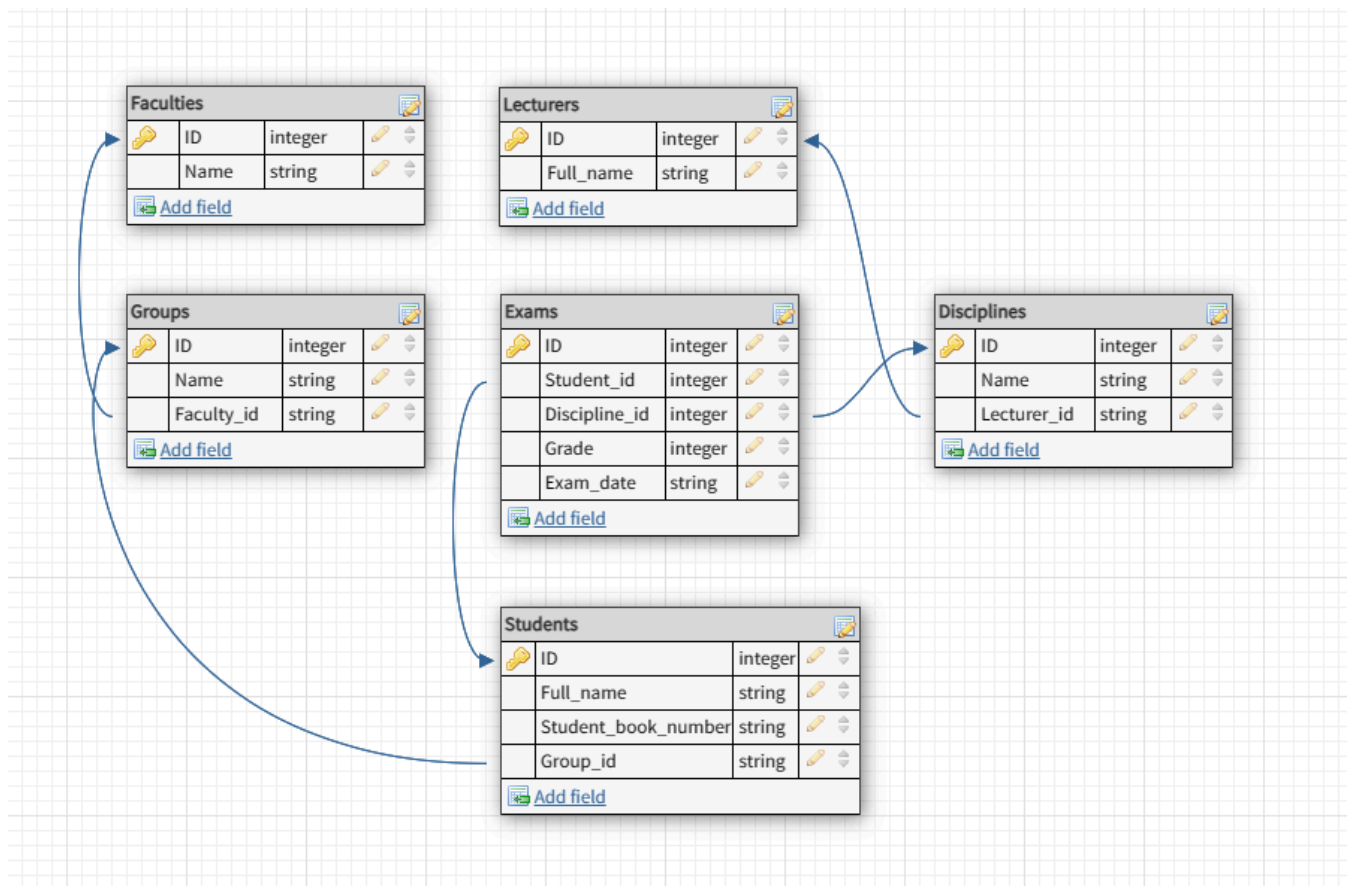 Faculties
ID integer
Name string
Add field
Lecturers
ID integer
Full_name string
Add field
Groups
ID integer
Name string
Faculty_id string
Add field
Exams
ID integer
Student_id integer
Discipline_id integer
Grade integer
Exam_date string
Add field
Disciplines
ID integer
Name string
Lecturer_id string
Add field
Students
ID integer
Full_name string
Student_book_number string
Group_id string
Add field